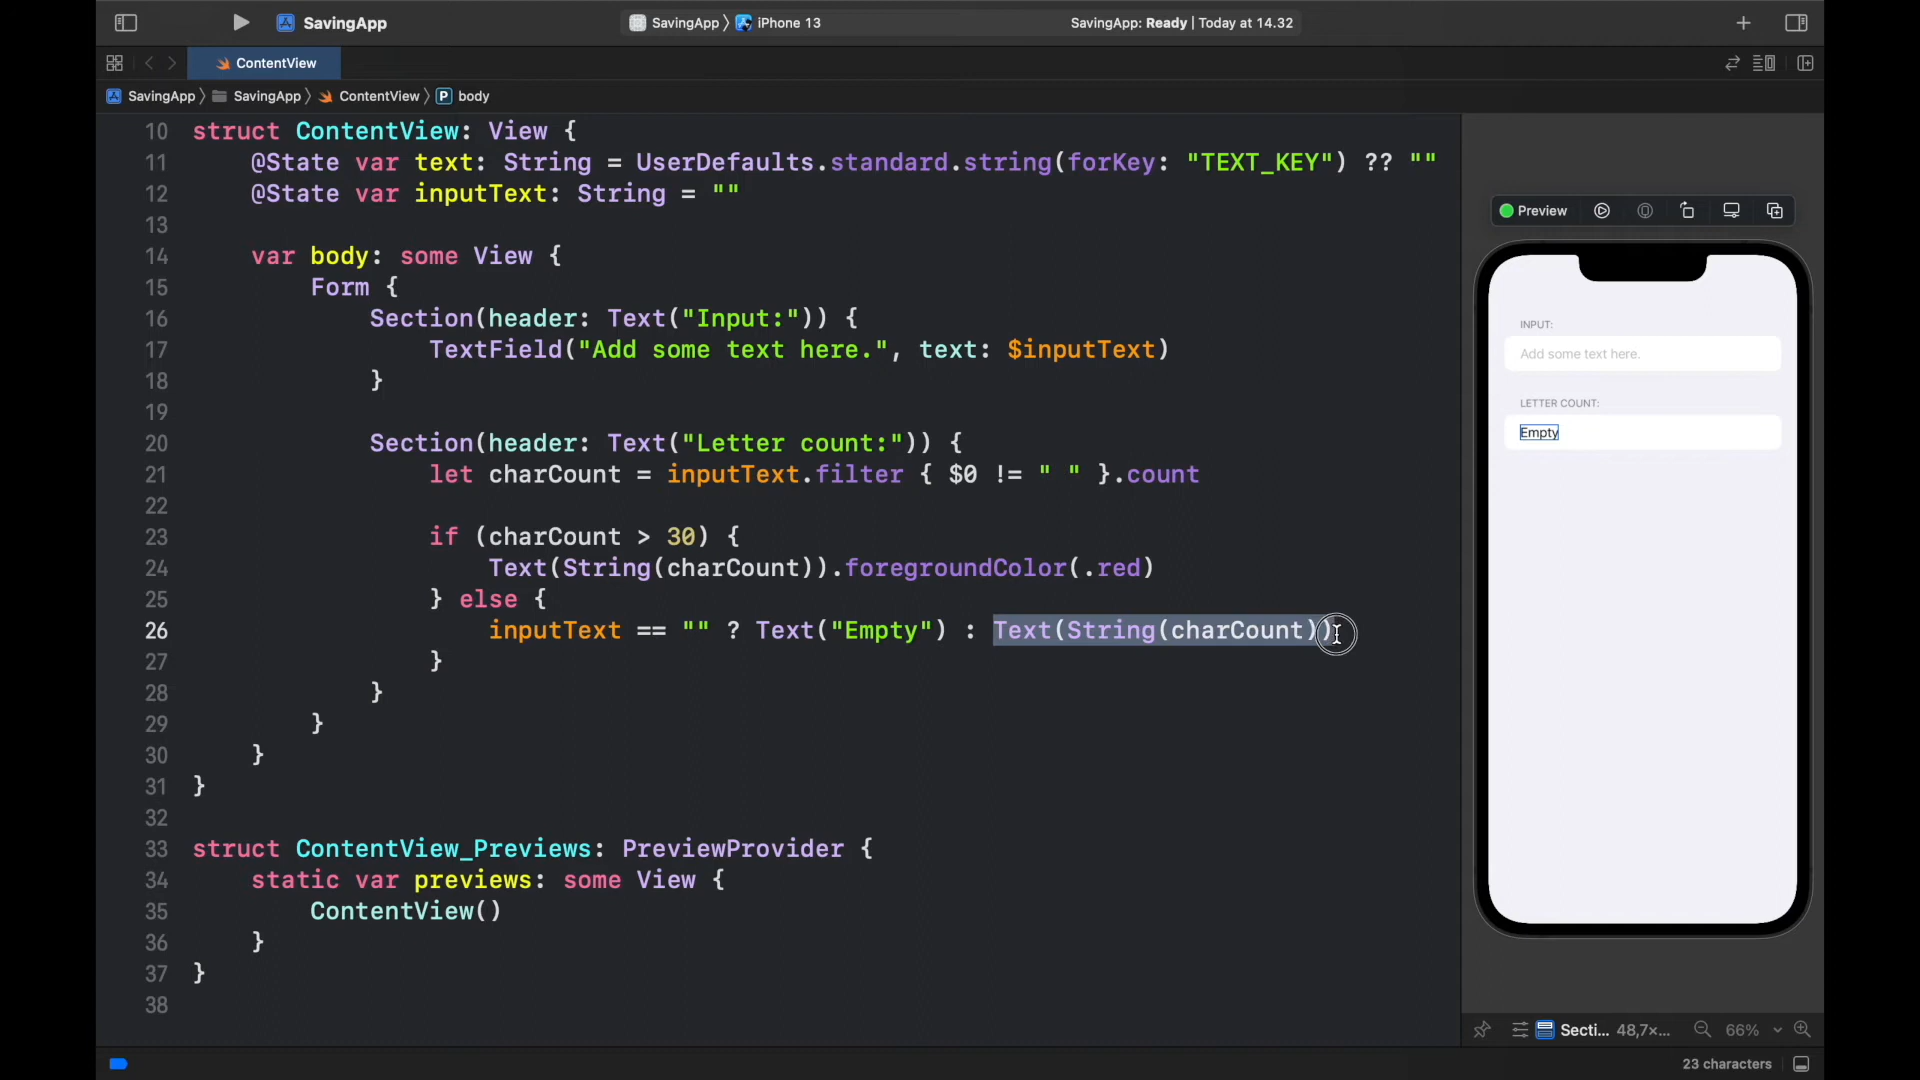 SavingApp
SavingApp 〉 iPhone 13
SavingApp: Ready | Today at 14.32
ContentView
SavingApp 〉 SavingApp 〉 ContentView 〉 P body
10 struct ContentView: View {
11 @State var text: String = UserDefaults.standard.string(forKey: "TEXT_KEY") ?? ""
12 @State var inputText: String = ""
13
14 var body: some View {
15 Form {
16 Section(header: Text("Input:")) {
17 TextField("Add some text here.", text: $inputText)
18 }
19
20 Section(header: Text("Letter count:")) {
21 let charCount = inputText.filter { $0 != " " }.count
22
23 if (charCount > 30) {
24 Text(String(charCount)).foregroundColor(.red)
25 } else {
26 inputText == "" ? Text("Empty") : Text(String(charCount))
27 }
28 }
29 }
30 }
31 }
32
33 struct ContentView_Previews: PreviewProvider {
34 static var previews: some View {
35 ContentView()
36 }
37 }
38
Preview
INPUT:
Add some text here.
LETTER COUNT:
Empty
Secti... 48,7×... 66%
23 characters